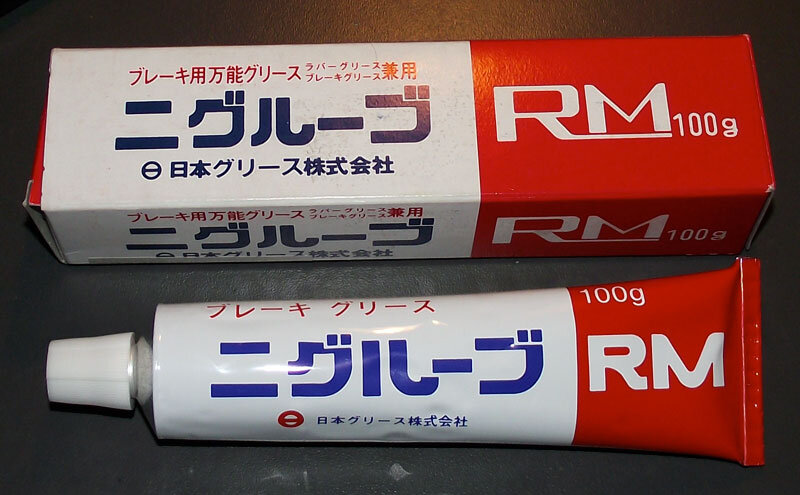 ブレーキ用万能グリース ラバーグリース ブレーキグリース 兼用
ニグルーブ
日本グリース株式会社
RM 100g
ブレーキ用万能グリース ラバーグリース ブレーキグリース 兼用
ニグルーブ
日本グリース株式会社
RM 100g
ブレーキ グリース
ニグルーブ
日本グリース株式会社
100g
RM